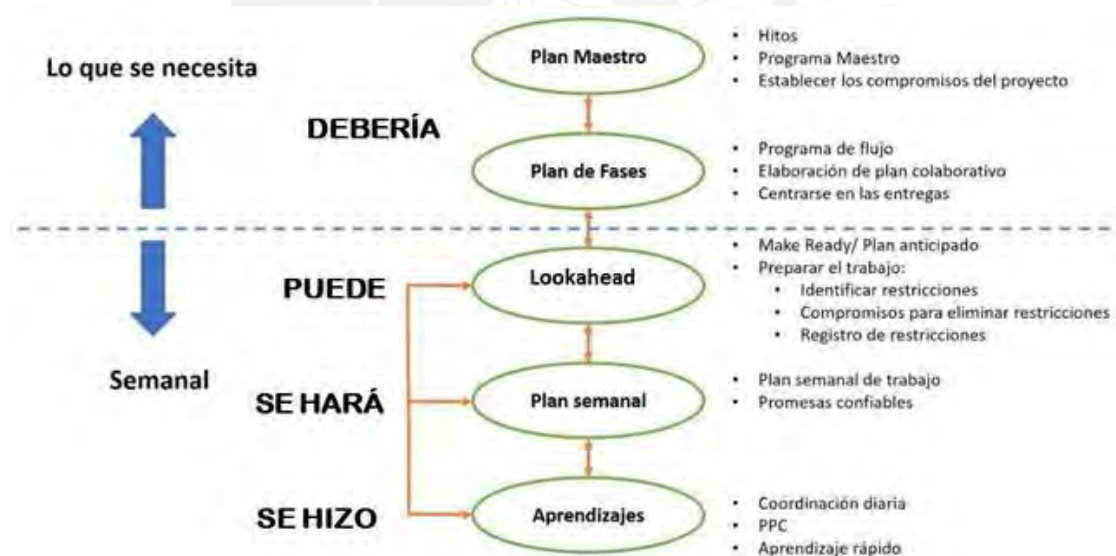 Lo que se necesita
Semanal
DEBERÍA
PUEDE
SE HARÁ
SE HIZO
Plan Maestro
• Hitos
• Programa Maestro
• Establecer los compromisos del proyecto
Plan de Fases
• Programa de flujo
• Elaboración de plan colaborativo
• Centrarse en las entregas
Lookahead
• Make Ready/ Plan anticipado
• Preparar el trabajo:
• Identificar restricciones
• Compromisos para eliminar restricciones
• Registro de restricciones
Plan semanal
• Plan semanal de trabajo
• Promesas confiables
Aprendizajes
• Coordinación diaria
• PPC
• Aprendizaje rápido